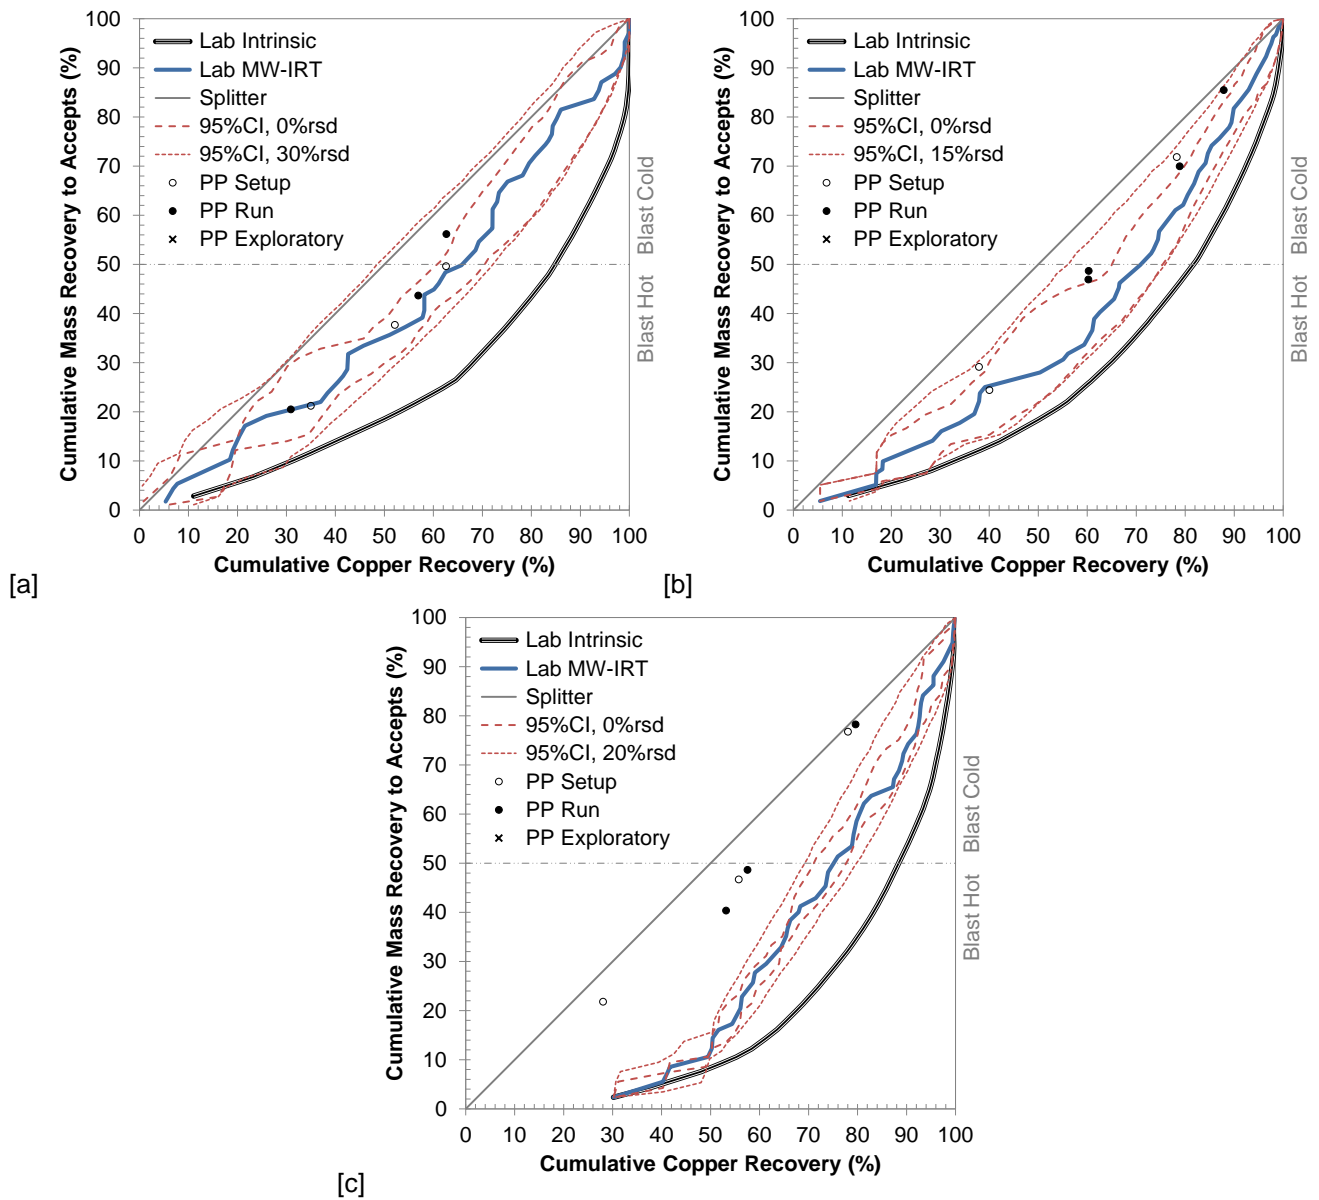 Cumulative Mass Recovery to Accepts (%)
100
90
80
70
60
50
40
30
20
10
0
Lab Intrinsic
Lab MW-IRT
Splitter
95%CI, 0%rsd
95%CI, 30%rsd
PP Setup
PP Run
PP Exploratory
Blast Cold
Blast Hot
0 10 20 30 40 50 60 70 80 90 100
Cumulative Copper Recovery (%)
[a]
Cumulative Mass Recovery to Accepts (%)
100
90
80
70
60
50
40
30
20
10
0
Lab Intrinsic
Lab MW-IRT
Splitter
95%CI, 0%rsd
95%CI, 15%rsd
PP Setup
PP Run
PP Exploratory
Blast Cold
Blast Hot
0 10 20 30 40 50 60 70 80 90 100
Cumulative Copper Recovery (%)
[b]
Cumulative Mass Recovery to Accepts (%)
100
90
80
70
60
50
40
30
20
10
0
Lab Intrinsic
Lab MW-IRT
Splitter
95%CI, 0%rsd
95%CI, 20%rsd
PP Setup
PP Run
PP Exploratory
Blast Cold
Blast Hot
0 10 20 30 40 50 60 70 80 90 100
Cumulative Copper Recovery (%)
[c]